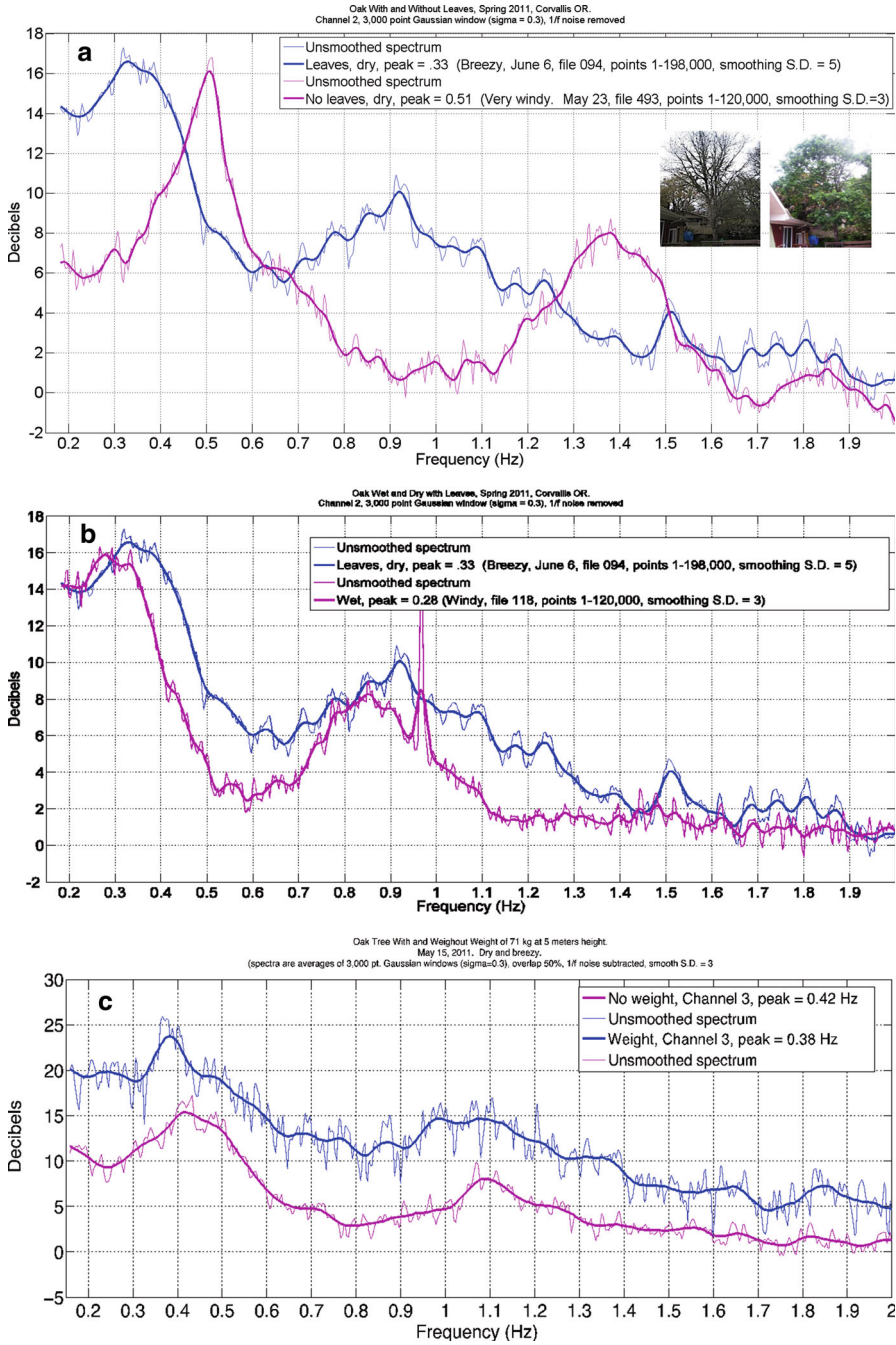 Oak With and Without Leaves, Spring 2011, Corvallis OR.
Channel 2, 3,000 point Gaussian window (sigma = 0.3), 1/f noise removed
a
Unsmoothed spectrum
Leaves, dry, peak = .33 (Breezy, June 6, file 094, points 1-198,000, smoothing S.D. = 5)
Unsmoothed spectrum
No leaves, dry, peak = 0.51 (Very windy. May 23, file 493, points 1-120,000, smoothing S.D.=3)
Decibels
18
16
14
12
10
8
6
4
2
0
-2
0.2 0.3 0.4 0.5 0.6 0.7 0.8 0.9 1 1.1 1.2 1.3 1.4 1.5 1.6 1.7 1.8 1.9
Frequency (Hz)
Oak Wet and Dry with Leaves, Spring 2011, Corvallis OR.
Channel 2, 3,000 point Gaussian window (sigma = 0.3), 1/f noise removed
b
Unsmoothed spectrum
Leaves, dry, peak = .33 (Breezy, June 6, file 094, points 1-198,000, smoothing S.D. = 5)
Unsmoothed spectrum
Wet, peak = 0.28 (Windy, file 118, points 1-120,000, smoothing S.D. = 3)
Decibels
18
16
14
12
10
8
6
4
2
0
-2
0.2 0.3 0.4 0.5 0.6 0.7 0.8 0.9 1 1.1 1.2 1.3 1.4 1.5 1.6 1.7 1.8 1.9
Frequency (Hz)
Oak Tree With and Weighout Weight of 71 kg at 5 meters height.
May 15, 2011. Dry and breezy.
(spectra are averages of 3,000 pt. Gaussian windows (sigma=0.3), overlap 50%, 1/f noise subtracted, smooth S.D. = 3
c
No weight, Channel 3, peak = 0.42 Hz
Unsmoothed spectrum
Weight, Channel 3, peak = 0.38 Hz
Unsmoothed spectrum
Decibels
30
25
20
15
10
5
0
−5
0.2 0.3 0.4 0.5 0.6 0.7 0.8 0.9 1 1.1 1.2 1.3 1.4 1.5 1.6 1.7 1.8 1.9 2
Frequency (Hz)